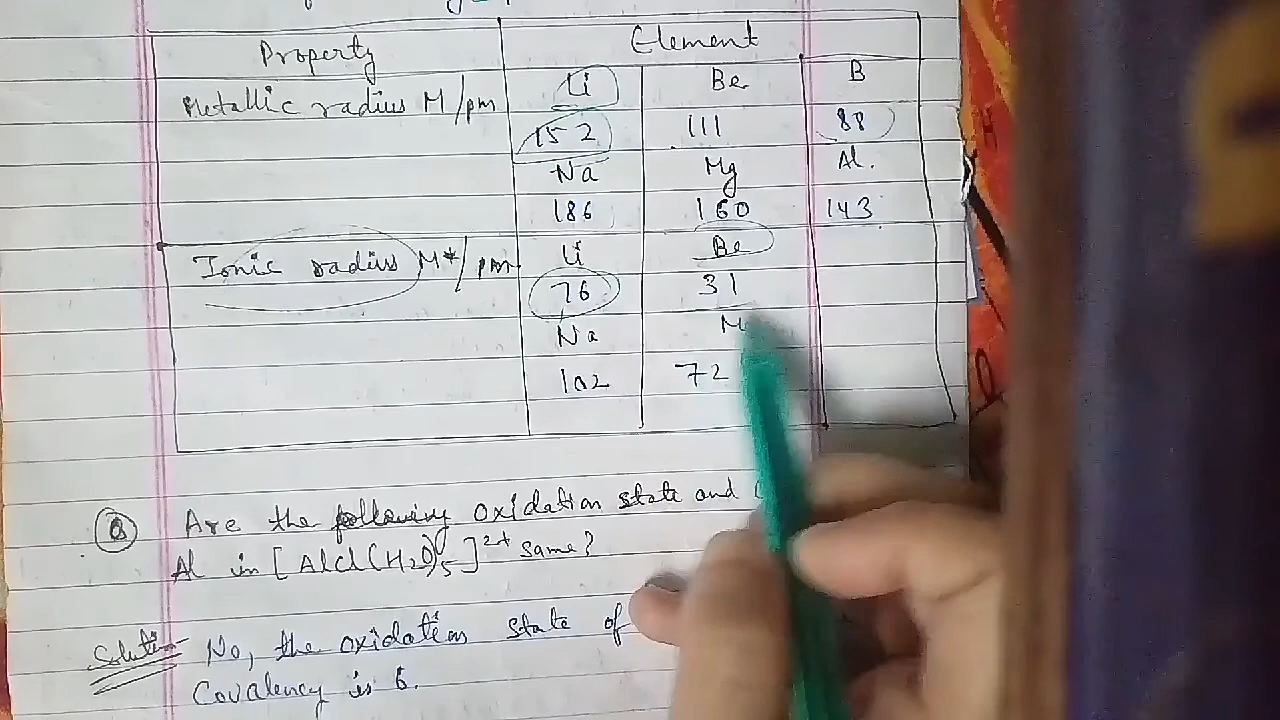 Property Element
Metallic radius M/pm Li Be B
152 111 88
Na Mg Al.
186 160 143
Ionic radius M*/pm Li Be
76 31
Na M
102 72
Q Are the following oxidation state and
Al in [AlCl(H2O)5]2+ same?
Solution No, the oxidation state of
Covalency is 6.